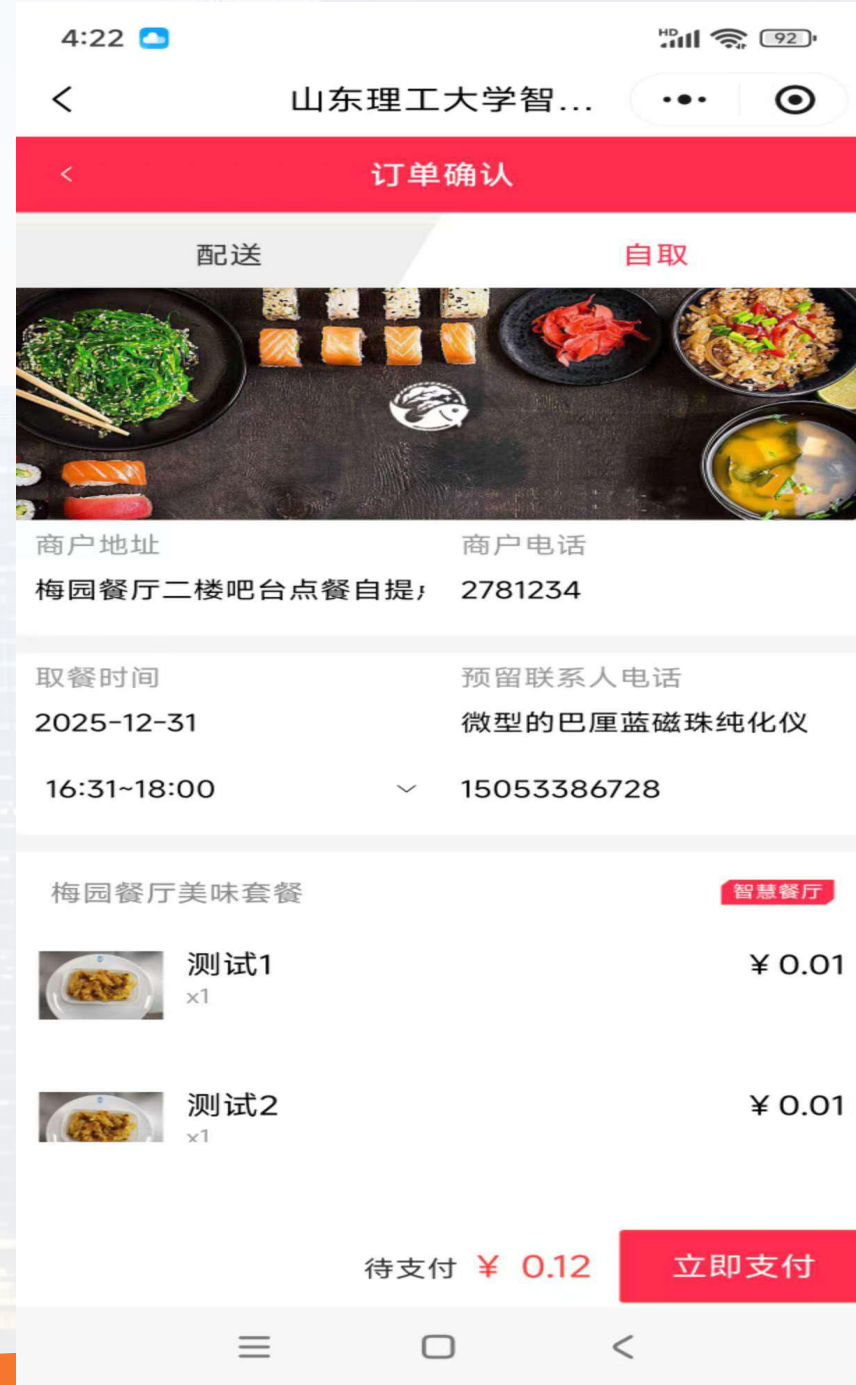 4:22
HD 92
山东理工大学智...
订单确认
配送 自取
商户地址 商户电话
梅园餐厅二楼吧台点餐自提 2781234
取餐时间 预留联系人电话
2025-12-31 微型的巴厘蓝磁珠纯化仪
16:31~18:00 15053386728
梅园餐厅美味套餐 智慧餐厅
测试1 ¥ 0.01
x1
测试2 ¥ 0.01
x1
待支付 ¥ 0.12 立即支付